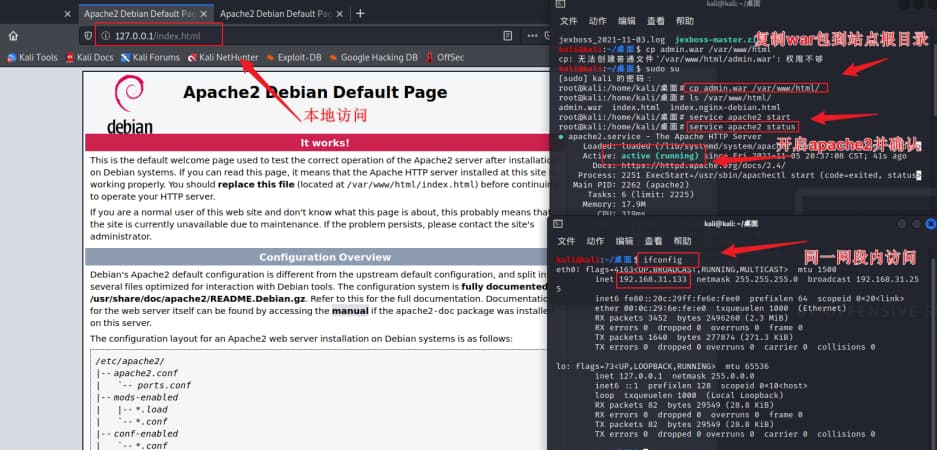 Apache2 Debian Default Pag
Apache2 Debian Default Page
127.0.0.1/index.html
Kali Tools
Kali Docs
Kali Forums
Kali NetHunter
Exploit-DB
Google Hacking DB
OffSec
本地访问
debian
Apache2 Debian Default Page
It works!
This is the default welcome page used to test the correct operation of the Apache2 server after installation
on Debian systems. If you can read this page, it means that the Apache HTTP server installed at this site i
working properly. You should replace this file (located at /var/www/html/index.html) before continuin
to operate your HTTP server.
If you are a normal user of this web site and don't know what this page is about, this probably means that
the site is currently unavailable due to maintenance. If the problem persists, please contact the site's
administrator.
Configuration Overview
Debian's Apache2 default configuration is different from the upstream default configuration, and split in
several files optimized for interaction with Debian tools. The configuration system is fully documented
/usr/share/doc/apache2/README.Debian.gz. Refer to this for the full documentation. Documentatio
for the web server itself can be found by accessing the manual if the apache2-doc package was installe
on this server.
The configuration layout for an Apache2 web server installation on Debian systems is as follows:
/etc/apache2/
|-- apache2.conf
|   `-- ports.conf
|-- mods-enabled
|   |-- *.load
|   `-- *.conf
|-- conf-enabled
|   `-- *.conf
kali@kali: ~/桌面
文件 动作 编辑 查看 帮助
jexboss_2021-11-03.log jexboss-master.zi
复制war包到站点根目录
kali@kali:~/桌面$ cp admin.war /var/www/html
cp: 无法创建普通文件'/var/www/html/admin.war': 权限不够
kali@kali:~/桌面$ sudo su
[sudo] kali 的密码：
root@kali:/home/kali/桌面# cp admin.war /var/www/html/
root@kali:/home/kali/桌面# ls /var/www/html/
admin.war index.html index.nginx-debian.html
root@kali:/home/kali/桌面# service apache2 start
root@kali:/home/kali/桌面# service apache2 status
● apache2.service - The Apache HTTP Server
开启apache2并确认
Loaded: loaded (/lib/systemd/system/apach
Active: active (running) since Fri 2021-11-05 20:37:08 CST; 41s ago
Docs: https://httpd.apache.org/docs/2.4/
Process: 2251 ExecStart=/usr/sbin/apachectl start (code=exited, status>
Main PID: 2262 (apache2)
Tasks: 6 (limit: 2225)
Memory: 17.9M
CPU: 319ms
kali@kali: ~/桌面
文件 动作 编辑 查看 帮助
kali@kali:~/桌面$ ifconfig
同一网段内访问
eth0: flags=4163<UP,BROADCAST,RUNNING,MULTICAST> mtu 1500
inet 192.168.31.133 netmask 255.255.255.0 broadcast 192.168.31.25
5
inet6 fe80::20c:29ff:fe6e:fee0 prefixlen 64 scopeid 0×20<link>
ether 00:0c:29:6e:fe:e0 txqueuelen 1000 (Ethernet)
RX packets 3452 bytes 2496260 (2.3 MiB)
RX errors 0 dropped 0 overruns 0 frame 0
TX packets 1640 bytes 277874 (271.3 KiB)
TX errors 0 dropped 0 overruns 0 carrier 0 collisions 0
lo: flags=73<UP,LOOPBACK,RUNNING> mtu 65536
inet 127.0.0.1 netmask 255.0.0.0
inet6 ::1 prefixlen 128 scopeid 0×10<host>
loop txqueuelen 1000 (Local Loopback)
RX packets 82 bytes 29549 (28.8 KiB)
RX errors 0 dropped 0 overruns 0 frame 0
TX packets 82 bytes 29549 (28.8 KiB)
TX errors 0 dropped 0 overruns 0 carrier 0 collisions 0